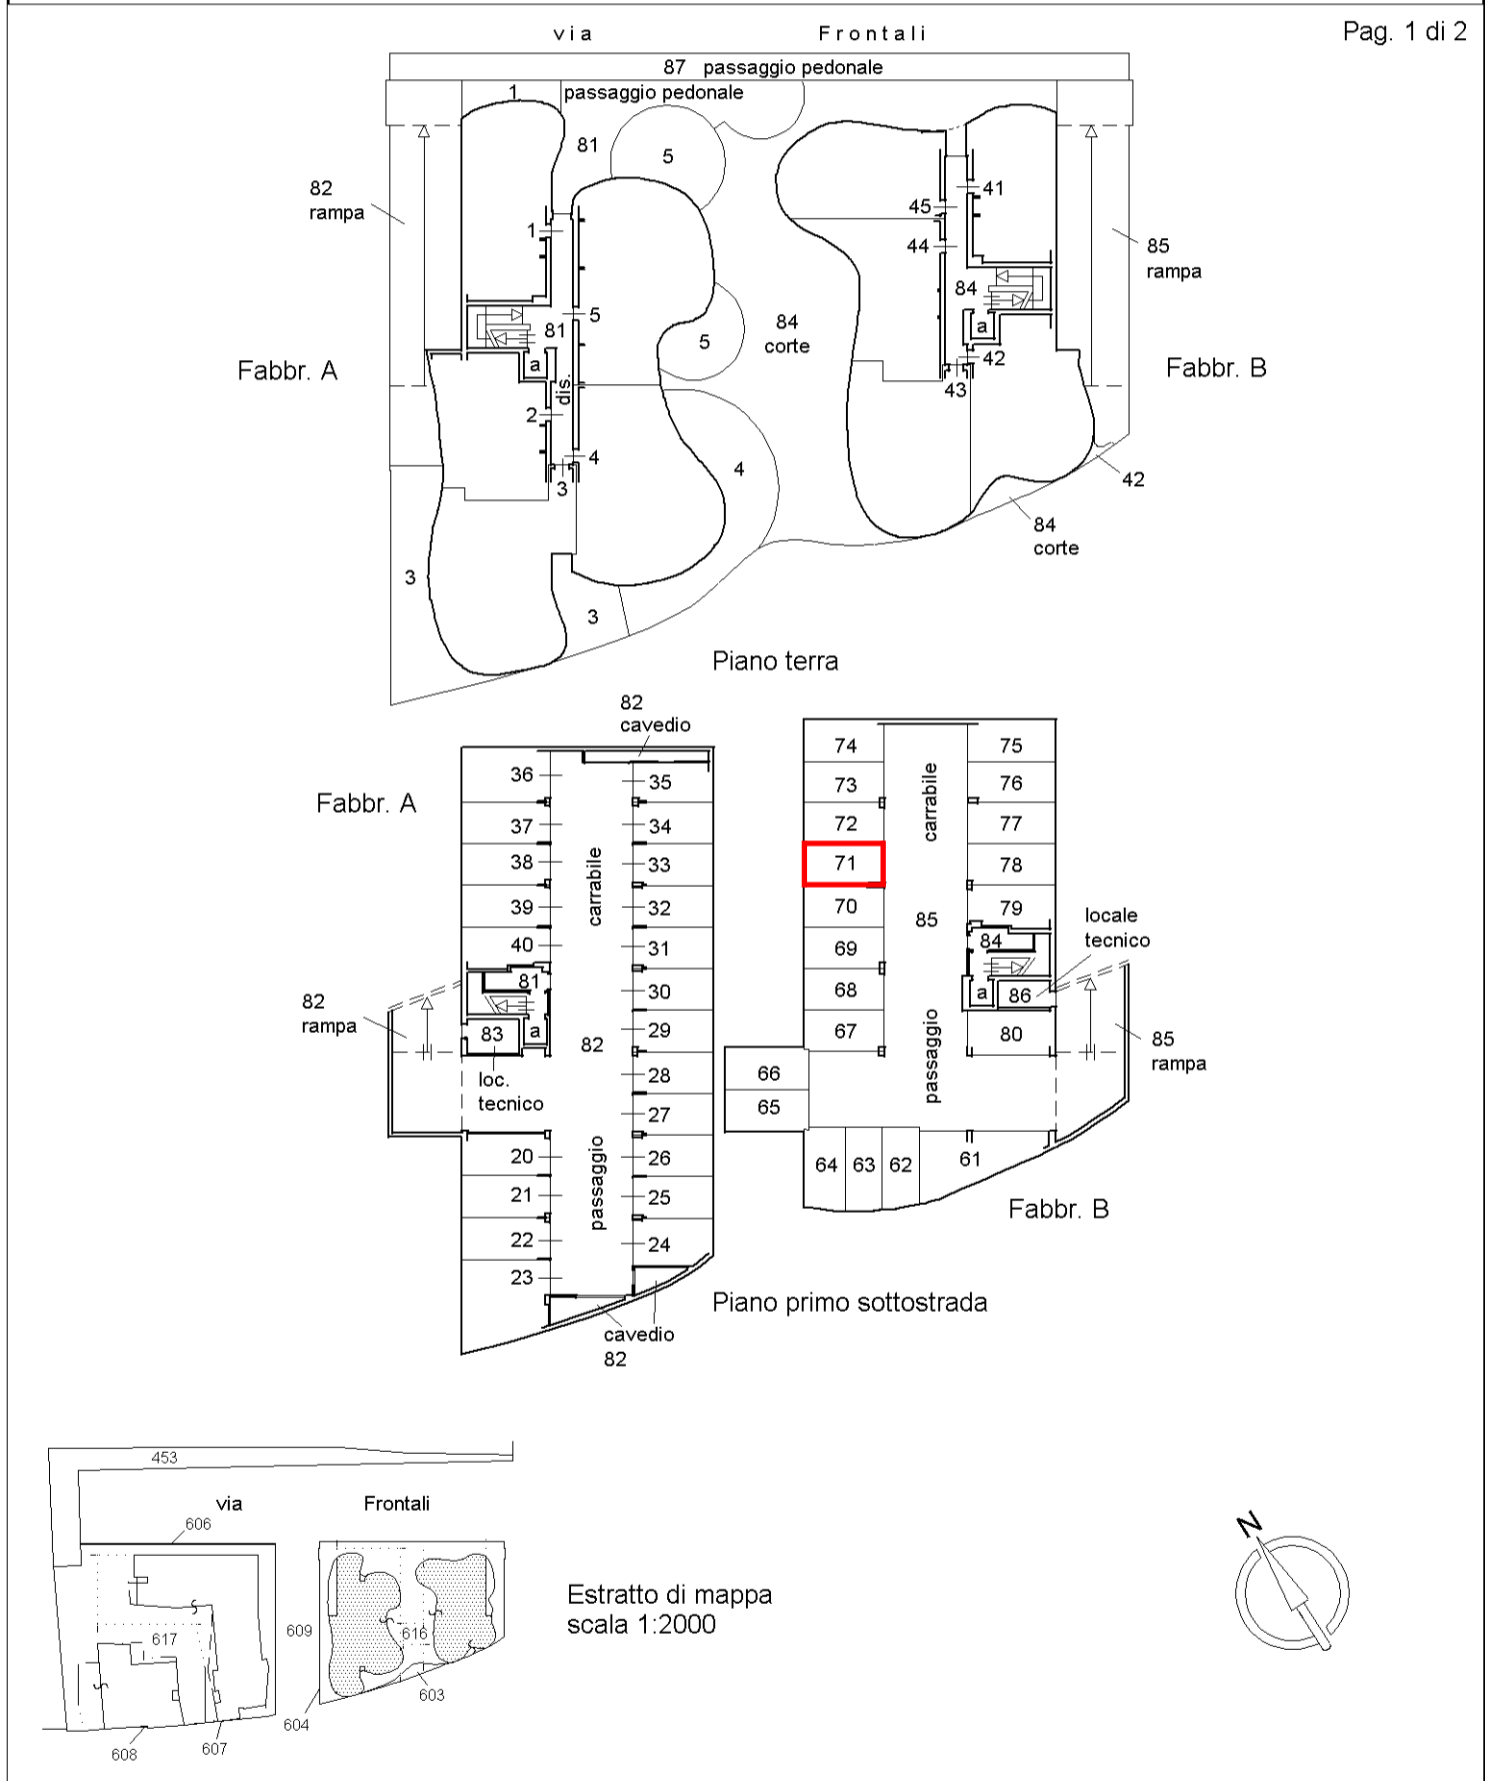 Pag. 1 di 2
via Frontali
87 passaggio pedonale
1 passaggio pedonale
81
5
82
rampa
1
5
81
a
dis.
2
4
3
5
4
3
3
Fabbr. A
84
corte
41
45
44
84
a
42
43
85
rampa
Fabbr. B
42
84
corte
Piano terra
82
cavedio
Fabbr. A
36
35
37
34
38
33
39
32
40
31
81
30
a
83
29
82
28
loc.
tecnico
27
20
26
21
25
22
24
23
carrabile
passaggio
82
rampa
cavedio
82
74
75
73
76
72
77
71
78
70
79
85
69
84
68
a
86
67
80
66
65
64
63
62
61
carrabile
passaggio
locale
tecnico
85
rampa
Fabbr. B
Piano primo sottostrada
453
via Frontali
606
617
609
616
603
604
607
608
Estratto di mappa
scala 1:2000
N